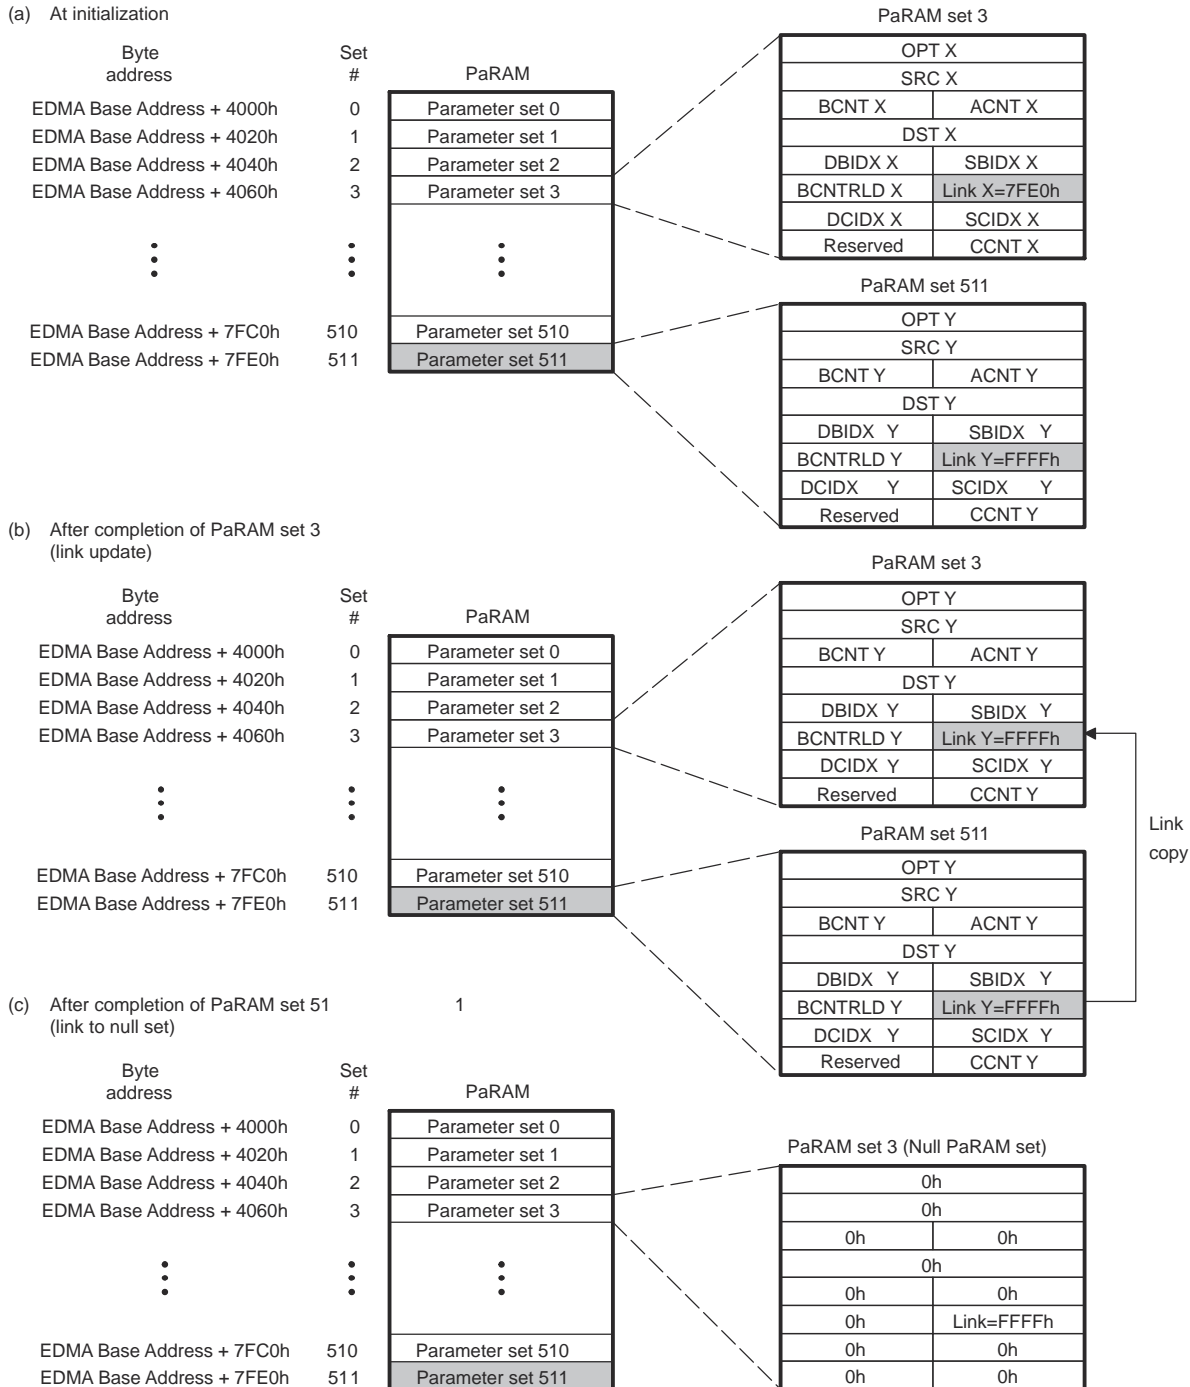 (a) At initialization
Byte address
Set #
PaRAM
EDMA Base Address + 4000h 0 Parameter set 0
EDMA Base Address + 4020h 1 Parameter set 1
EDMA Base Address + 4040h 2 Parameter set 2
EDMA Base Address + 4060h 3 Parameter set 3
EDMA Base Address + 7FC0h 510 Parameter set 510
EDMA Base Address + 7FE0h 511 Parameter set 511
PaRAM set 3
OPT X
SRC X
BCNT X ACNT X
DST X
DBIDX X SBIDX X
BCNTRLD X Link X=7FE0h
DCIDX X SCIDX X
Reserved CCNT X
PaRAM set 511
OPT Y
SRC Y
BCNT Y ACNT Y
DST Y
DBIDX Y SBIDX Y
BCNTRLD Y Link Y=FFFFh
DCIDX Y SCIDX Y
Reserved CCNT Y
(b) After completion of PaRAM set 3
(link update)
Byte address
Set #
PaRAM
EDMA Base Address + 4000h 0 Parameter set 0
EDMA Base Address + 4020h 1 Parameter set 1
EDMA Base Address + 4040h 2 Parameter set 2
EDMA Base Address + 4060h 3 Parameter set 3
EDMA Base Address + 7FC0h 510 Parameter set 510
EDMA Base Address + 7FE0h 511 Parameter set 511
PaRAM set 3
OPT Y
SRC Y
BCNT Y ACNT Y
DST Y
DBIDX Y SBIDX Y
BCNTRLD Y Link Y=FFFFh
DCIDX Y SCIDX Y
Reserved CCNT Y
Link
copy
PaRAM set 511
OPT Y
SRC Y
BCNT Y ACNT Y
DST Y
DBIDX Y SBIDX Y
BCNTRLD Y Link Y=FFFFh
DCIDX Y SCIDX Y
Reserved CCNT Y
(c) After completion of PaRAM set 51 1
(link to null set)
Byte address
Set #
PaRAM
EDMA Base Address + 4000h 0 Parameter set 0
EDMA Base Address + 4020h 1 Parameter set 1
EDMA Base Address + 4040h 2 Parameter set 2
EDMA Base Address + 4060h 3 Parameter set 3
EDMA Base Address + 7FC0h 510 Parameter set 510
EDMA Base Address + 7FE0h 511 Parameter set 511
PaRAM set 3 (Null PaRAM set)
0h
0h
0h 0h
0h
0h 0h
0h Link=FFFFh
0h 0h
0h 0h